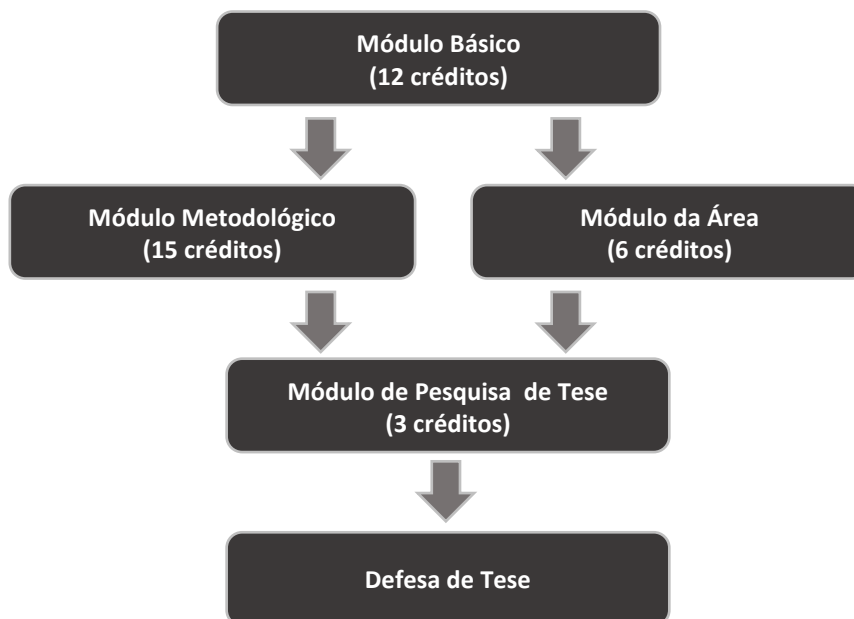 Módulo Básico
(12 créditos)
Módulo Metodológico
(15 créditos)
Módulo da Área
(6 créditos)
Módulo de Pesquisa de Tese
(3 créditos)
Defesa de Tese